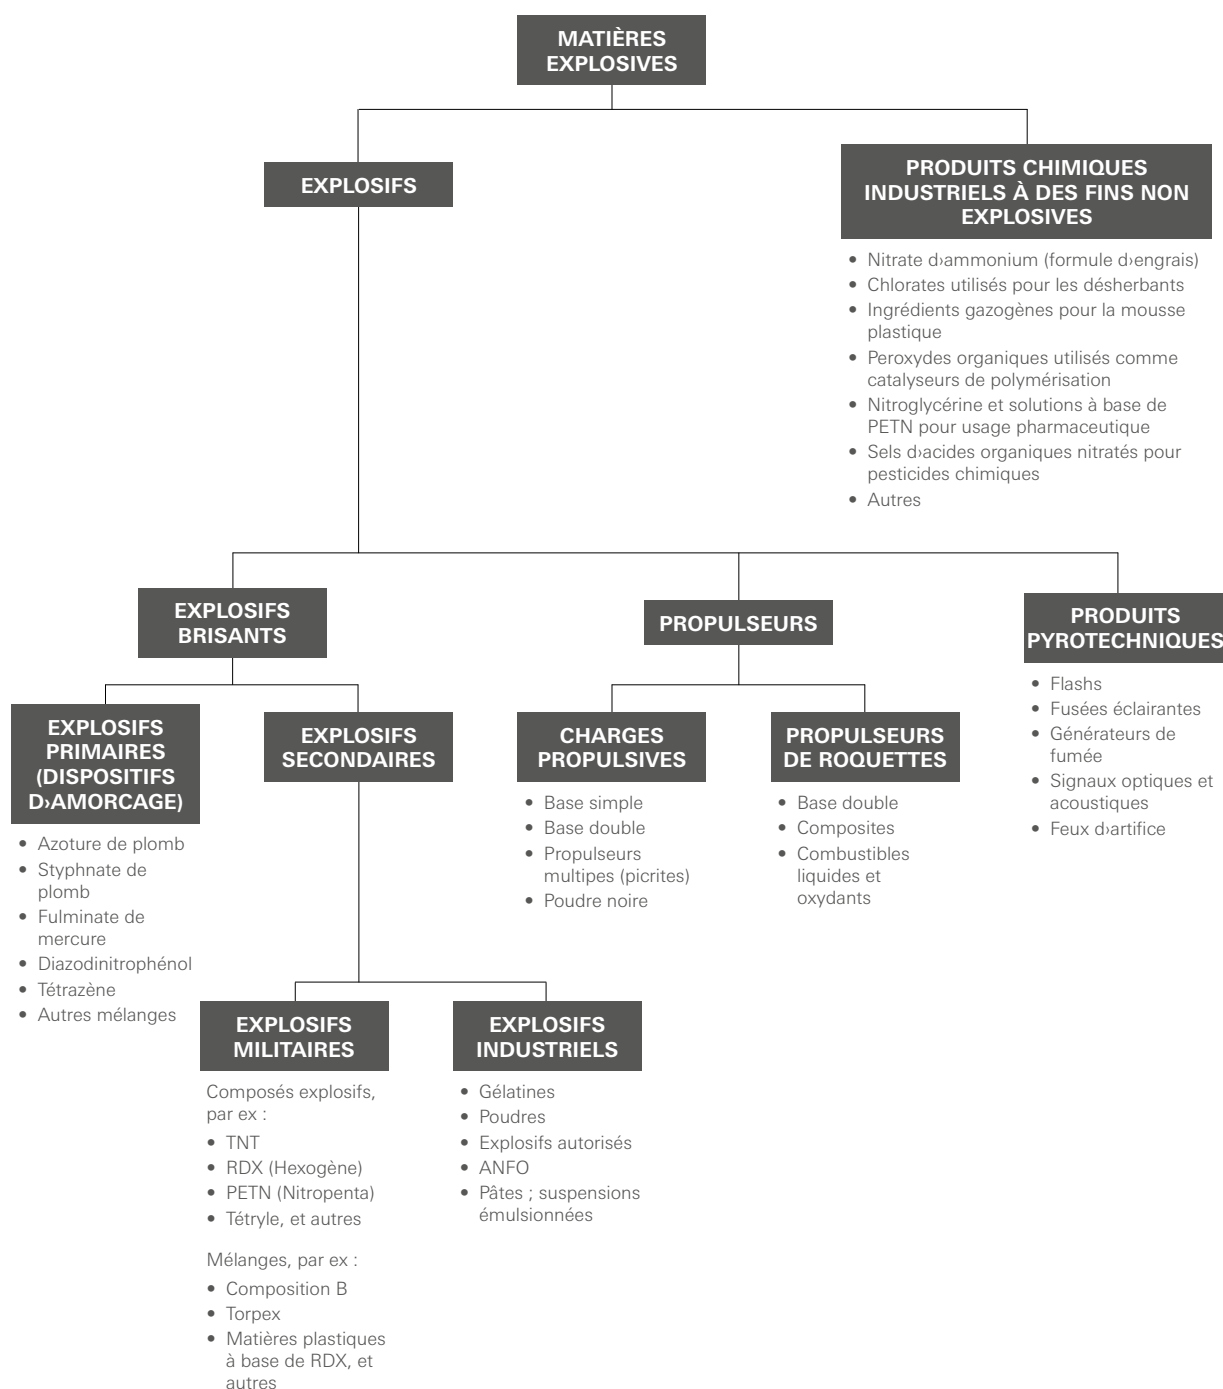 MATIÈRES
EXPLOSIVES
EXPLOSIFS
PRODUITS CHIMIQUES
INDUSTRIELS À DES FINS NON
EXPLOSIVES
• Nitrate d›ammonium (formule d›engrais)
• Chlorates utilisés pour les désherbants
• Ingrédients gazogènes pour la mousse
plastique
• Peroxydes organiques utilisés comme
catalyseurs de polymérisation
• Nitroglycérine et solutions à base de
PETN pour usage pharmaceutique
• Sels d›acides organiques nitratés pour
pesticides chimiques
• Autres
EXPLOSIFS
BRISANTS
PROPULSEURS
PRODUITS
PYROTECHNIQUES
• Flashs
• Fusées éclairantes
• Générateurs de
fumée
• Signaux optiques et
acoustiques
• Feux d›artifice
EXPLOSIFS
PRIMAIRES
(DISPOSITIFS
D›AMORCAGE)
• Azoture de plomb
• Styphnate de
plomb
• Fulminate de
mercure
• Diazodinitrophénol
• Tétrazène
• Autres mélanges
EXPLOSIFS
SECONDAIRES
CHARGES
PROPULSIVES
• Base simple
• Base double
• Propulseurs
multipes (picrites)
• Poudre noire
PROPULSEURS
DE ROQUETTES
• Base double
• Composites
• Combustibles
liquides et
oxydants
EXPLOSIFS
MILITAIRES
Composés explosifs,
par ex :
• TNT
• RDX (Hexogène)
• PETN (Nitropenta)
• Tétryle, et autres
Mélanges, par ex :
• Composition B
• Torpex
• Matières plastiques
à base de RDX, et
autres
EXPLOSIFS
INDUSTRIELS
• Gélatines
• Poudres
• Explosifs autorisés
• ANFO
• Pâtes ; suspensions
émulsionnées